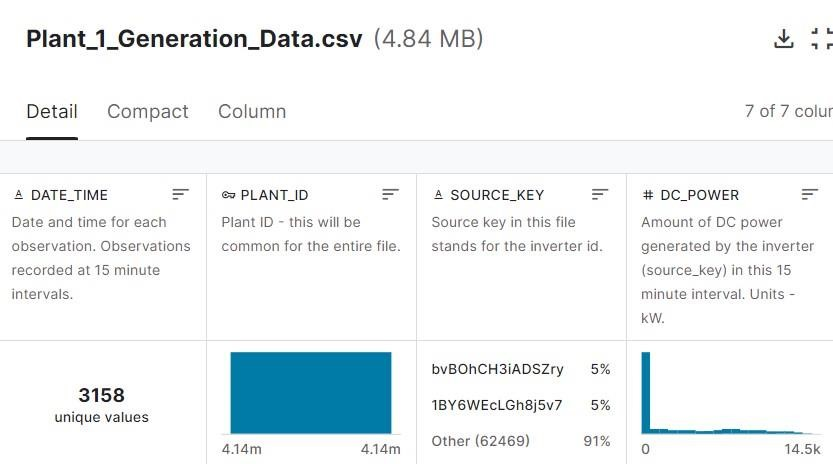 Plant_1_Generation_Data.csv (4.84 MB)
Detail Compact Column 7 of 7 colur
DATE_TIME
Date and time for each
observation. Observations
recorded at 15 minute
intervals.
PLANT_ID
Plant ID - this will be
common for the entire file.
SOURCE_KEY
Source key in this file
stands for the inverter id.
DC_POWER
Amount of DC power
generated by the inverter
(source_key) in this 15
minute interval. Units -
kW.
3158
unique values
4.14m 4.14m
bvBOhCH3iADSZry 5%
1BY6WEcLGh8j5v7 5%
Other (62469) 91%
0 14.5k